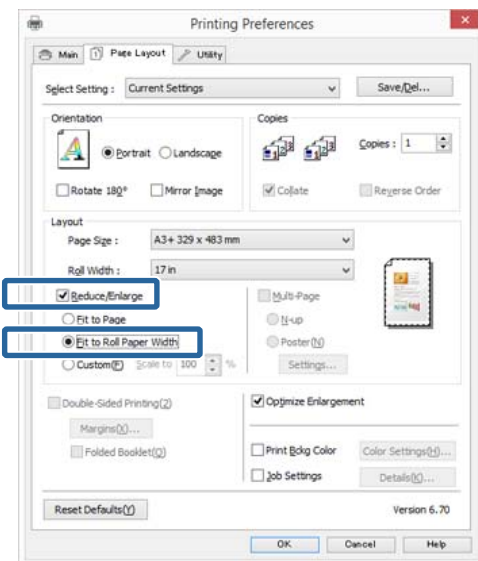 Printing Preferences
Main Page Layout Utility
Select Setting : Current Settings Save/Del...
Orientation Copies
Portrait Landscape Copies : 1
Rotate 180° Mirror Image Collate Reverse Order
Layout
Page Size : A3+ 329 x 483 mm
Roll Width : 17 in
Reduce/Enlarge Multi-Page
Fit to Page N-up
Fit to Roll Paper Width Poster(N)
Custom(F) Scale to 100 % Settings...
Double-Sided Printing(2) Optimize Enlargement
Margins(X)...
Folded Booklet(Q) Print Bckg Color Color Settings(H)...
Job Settings Details(K)...
Reset Defaults(Y) Version 6.70
OK Cancel Help